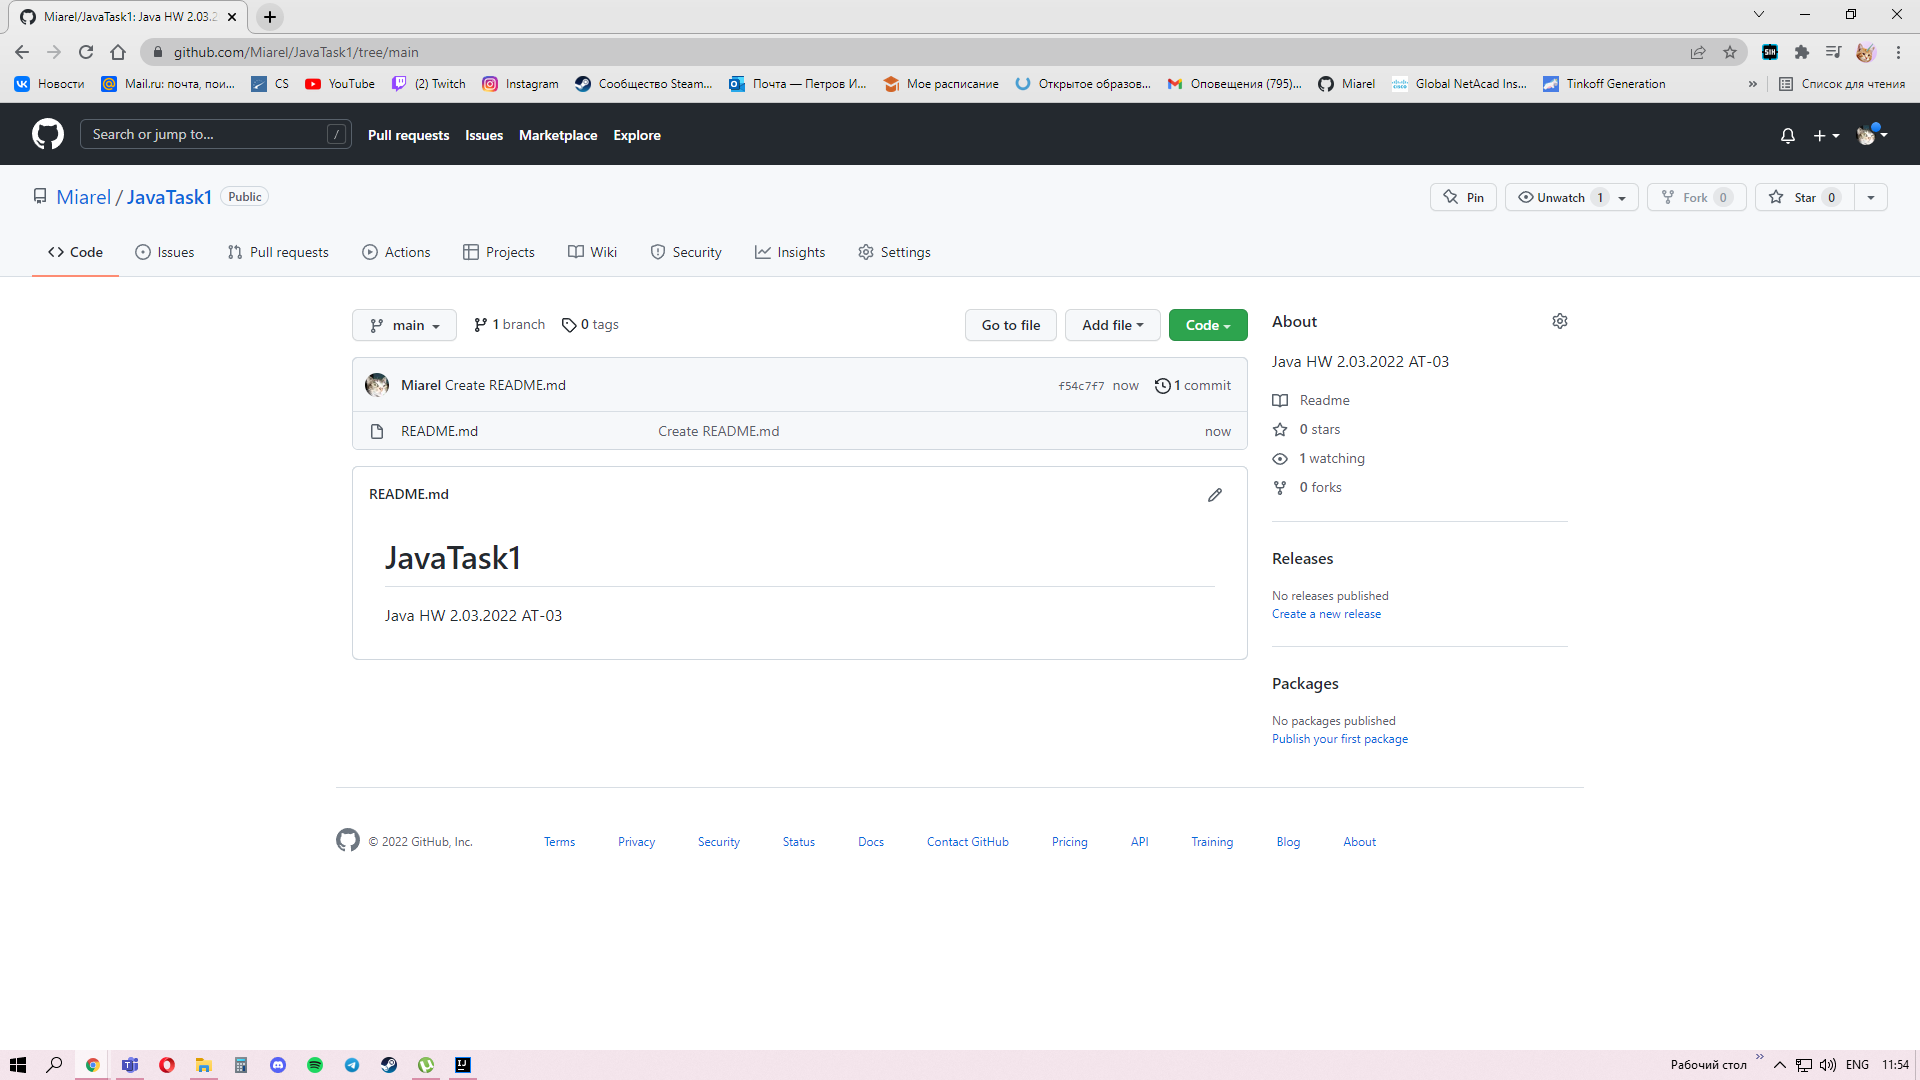 Miarel/JavaTask1: Java HW 2.03.2
github.com/Miarel/JavaTask1/tree/main
Новости
Mail.ru: почта, пои...
CS
YouTube
(2) Twitch
Instagram
Сообщество Steam...
Почта — Петров И...
Мое расписание
Открытое образов...
Оповещения (795)...
Miarel
Global NetAcad Ins...
Tinkoff Generation
»
Список для чтения
Search or jump to...
/
Pull requests
Issues
Marketplace
Explore
Miarel / JavaTask1
Public
Pin
Unwatch 1
Fork 0
Star 0
Code
Issues
Pull requests
Actions
Projects
Wiki
Security
Insights
Settings
main
1 branch
0 tags
Go to file
Add file
Code
Miarel Create README.md
f54c7f7 now
1 commit
README.md
Create README.md
now
README.md
JavaTask1
Java HW 2.03.2022 AT-03
About
Java HW 2.03.2022 AT-03
Readme
0 stars
1 watching
0 forks
Releases
No releases published
Create a new release
Packages
No packages published
Publish your first package
© 2022 GitHub, Inc.
Terms
Privacy
Security
Status
Docs
Contact GitHub
Pricing
API
Training
Blog
About
Рабочий стол
»
ENG
11:54